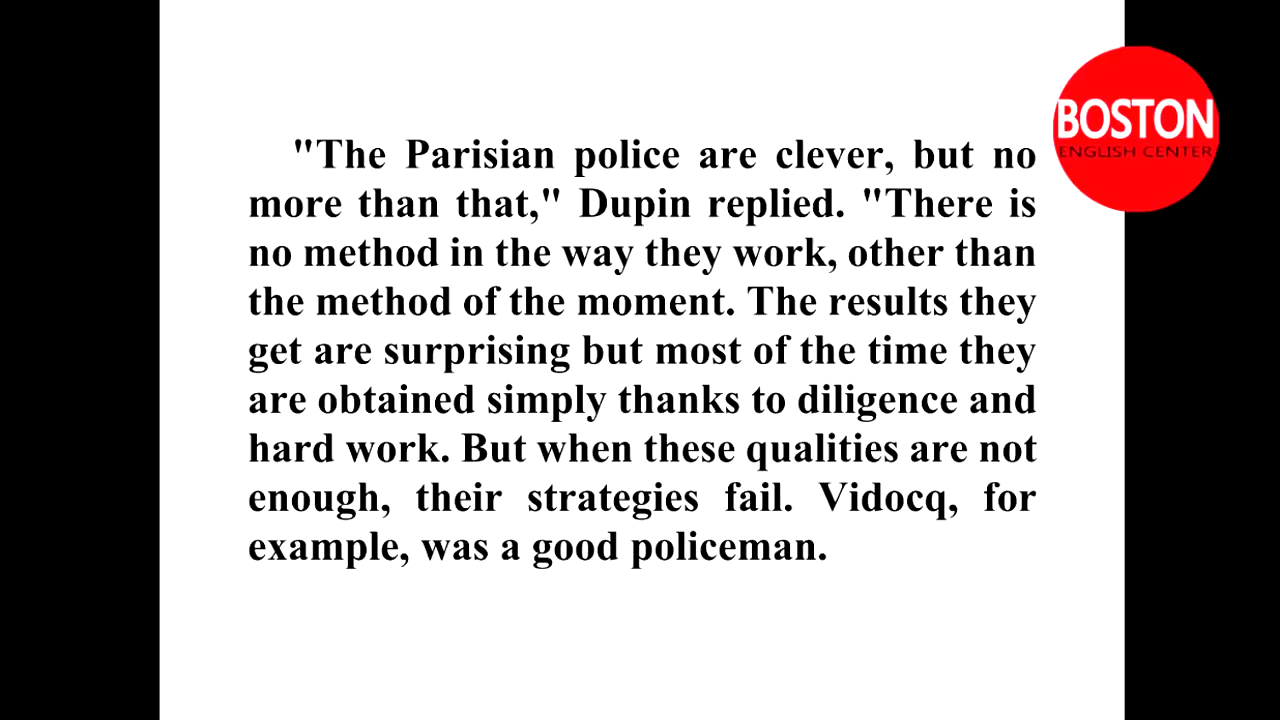 "The Parisian police are clever, but no
more than that," Dupin replied. "There is
no method in the way they work, other than
the method of the moment. The results they
get are surprising but most of the time they
are obtained simply thanks to diligence and
hard work. But when these qualities are not
enough, their strategies fail. Vidocq, for
example, was a good policeman.
BOSTON
ENGLISH CENTER